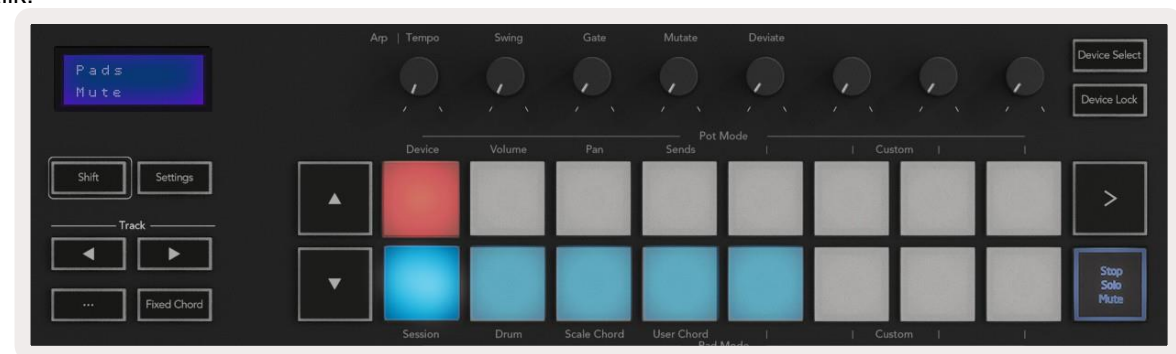 Arp | Tempo Swing Gate Mutate Deviate
Pads
Mute
Device Select
Device Lock
Pot Mode
Device Volume Pan Sends | | Custom | |
Shift Settings
▲ >
Track
◀ ▶
▼
Stop
Solo
Mute
... Fixed Chord
Session Drum Scale Chord User Chord | | Custom | |
Pad Mode